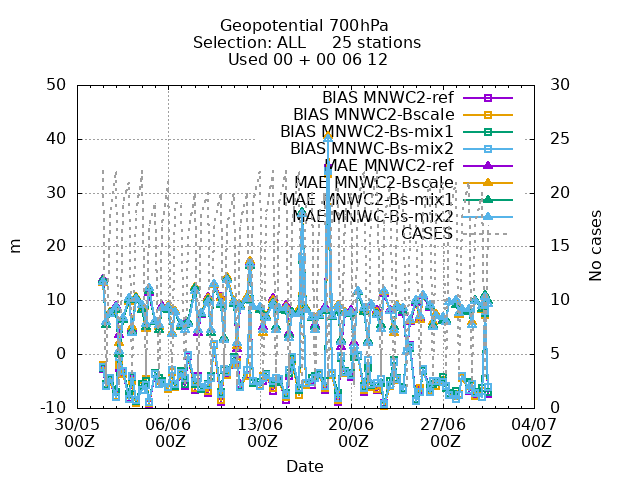 Geopotential 700hPa
Selection: ALL 25 stations
Used 00 + 00 06 12
50 30
BIAS MNWC2-ref
BIAS MNWC2-Bscale
40 25
BIAS MNWC2-Bs-mix1
BIAS MNWC-Bs-mix2
MAE MNWC2-ref
MAE MNWC2-Bscale
30 20
MAE MNWC2-Bs-mix1
MAE MNWC-Bs-mix2
CASES
20 15
m
No cases
10 10
0 5
-10 0
30/05 06/06 13/06 20/06 27/06 04/07
00Z 00Z 00Z 00Z 00Z 00Z
Date